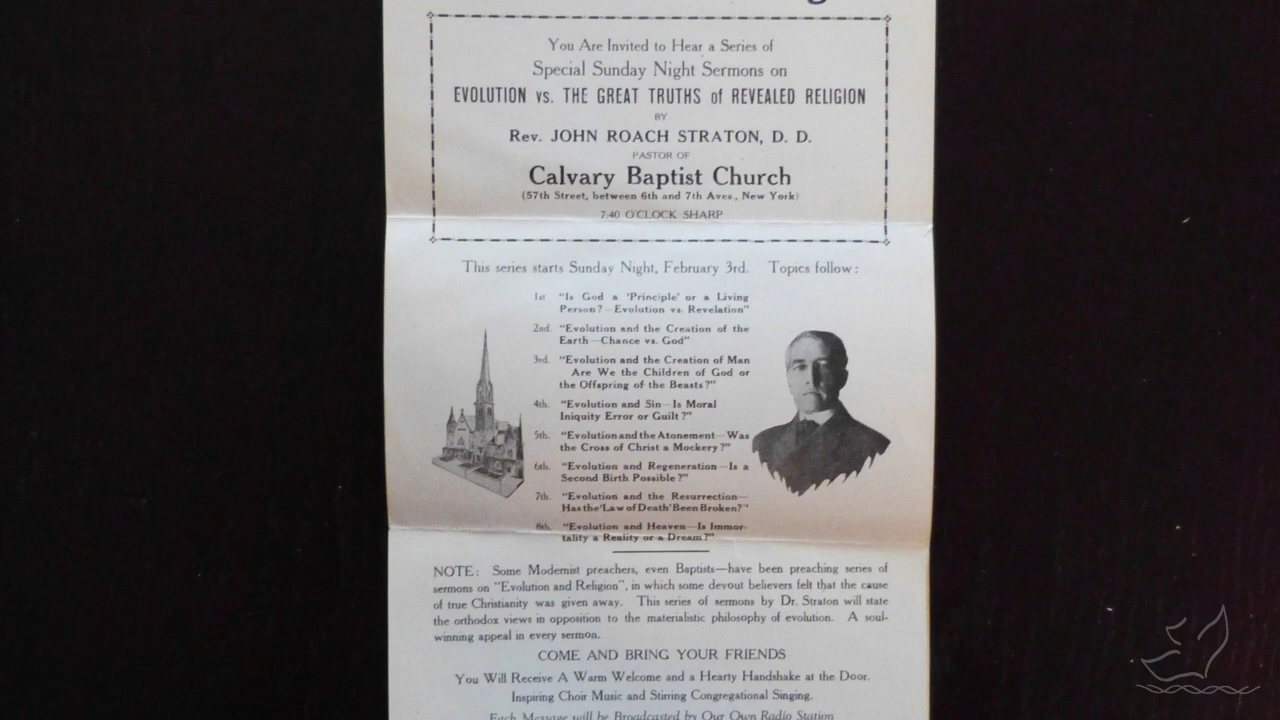 You Are Invited to Hear a Series of
Special Sunday Night Sermons on
EVOLUTION vs. THE GREAT TRUTHS of REVEALED RELIGION
BY
Rev. JOHN ROACH STRATON, D. D.
PASTOR OF
Calvary Baptist Church
(57th Street, between 6th and 7th Aves., New York)
7:40 O'CLOCK SHARP
This series starts Sunday Night, February 3rd. Topics follow:
1st "Is God a 'Principle' or a Living
Person?—Evolution vs. Revelation"
2nd. "Evolution and the Creation of the
Earth—Chance vs. God"
3rd. "Evolution and the Creation of Man
Are We the Children of God or
the Offspring of the Beasts?"
4th. "Evolution and Sin—Is Moral
Iniquity Error or Guilt?"
5th. "Evolution and the Atonement—Was
the Cross of Christ a Mockery?"
6th. "Evolution and Regeneration—Is a
Second Birth Possible?"
7th. "Evolution and the Resurrection—
Has the 'Law of Death' Been Broken?"
8th. "Evolution and Heaven—Is Immor-
tality a Reality or a Dream?"
NOTE: Some Modernist preachers, even Baptists—have been preaching series of
sermons on "Evolution and Religion", in which some devout believers felt that the cause
of true Christianity was given away. This series of sermons by Dr. Straton will state
the orthodox views in opposition to the materialistic philosophy of evolution. A soul-
winning appeal in every sermon.
COME AND BRING YOUR FRIENDS
You Will Receive A Warm Welcome and a Hearty Handshake at the Door.
Inspiring Choir Music and Stirring Congregational Singing.
Each Message will be Broadcasted by Our Own Radio Station